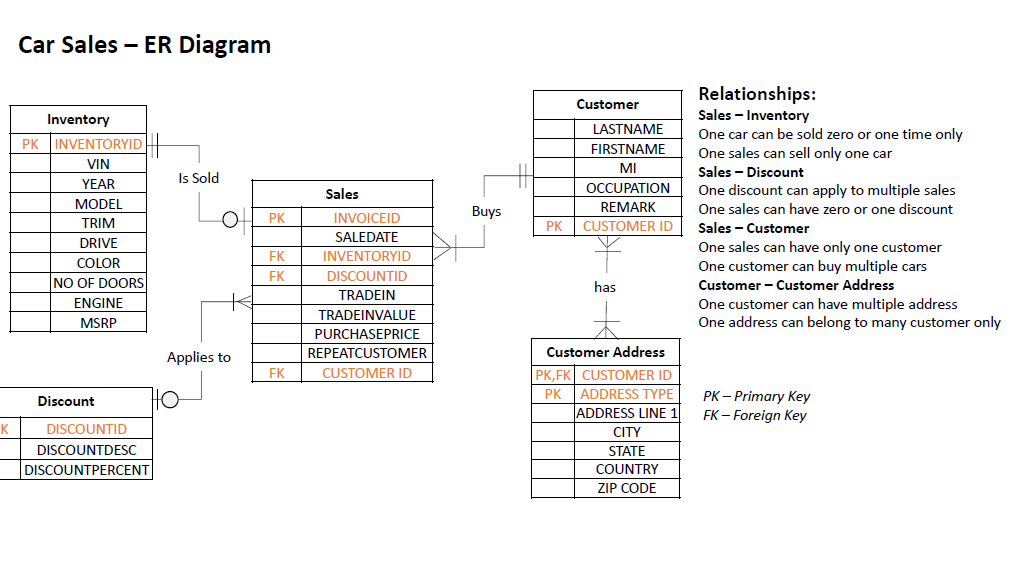 Car Sales – ER Diagram
Inventory
PK INVENTORYID
VIN
YEAR
MODEL
TRIM
DRIVE
COLOR
NO OF DOORS
ENGINE
MSRP
Is Sold
Sales
PK INVOICEID
SALEDATE
FK INVENTORYID
FK DISCOUNTID
TRADEIN
TRADEINVALUE
PURCHASEPRICE
REPEATCUSTOMER
FK CUSTOMER ID
Applies to
Discount
K DISCOUNTID
DISCOUNTDESC
DISCOUNTPERCENT
Buys
Customer
LASTNAME
FIRSTNAME
MI
OCCUPATION
REMARK
PK CUSTOMER ID
has
Customer Address
PK,FK CUSTOMER ID
PK ADDRESS TYPE
ADDRESS LINE 1
CITY
STATE
COUNTRY
ZIP CODE
Relationships:
Sales – Inventory
One car can be sold zero or one time only
One sales can sell only one car
Sales – Discount
One discount can apply to multiple sales
One sales can have zero or one discount
Sales – Customer
One sales can have only one customer
One customer can buy multiple cars
Customer – Customer Address
One customer can have multiple address
One address can belong to many customer only
PK – Primary Key
FK – Foreign Key